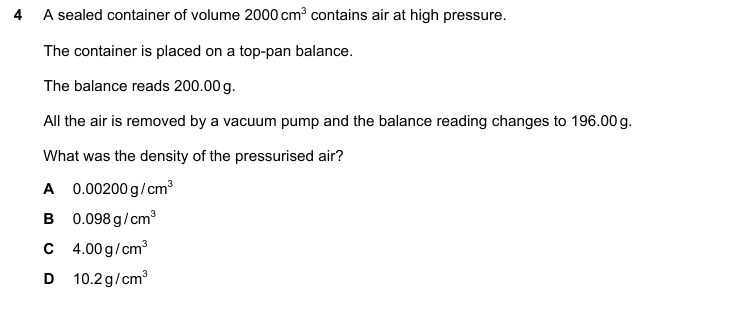 4 A sealed container of volume 2000 cm³ contains air at high pressure.
The container is placed on a top-pan balance.
The balance reads 200.00 g.
All the air is removed by a vacuum pump and the balance reading changes to 196.00 g.
What was the density of the pressurised air?
A 0.00200 g / cm³
B 0.098 g / cm³
C 4.00 g / cm³
D 10.2 g / cm³